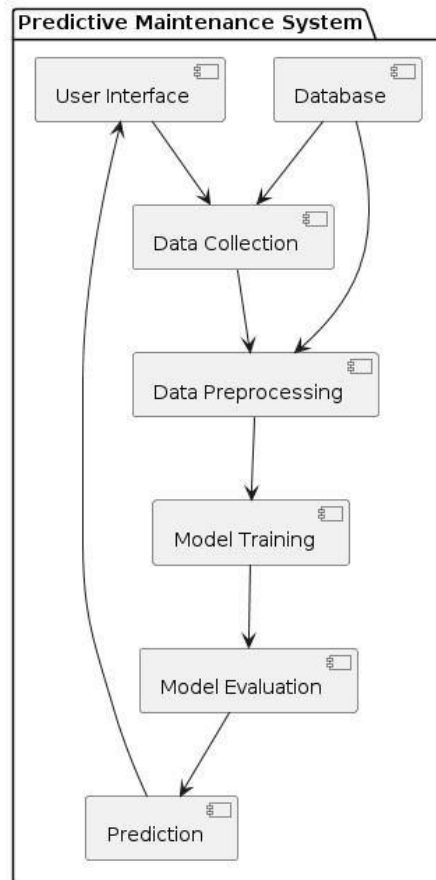 Predictive Maintenance System
User Interface
Database
Data Collection
Data Preprocessing
Model Training
Model Evaluation
Prediction